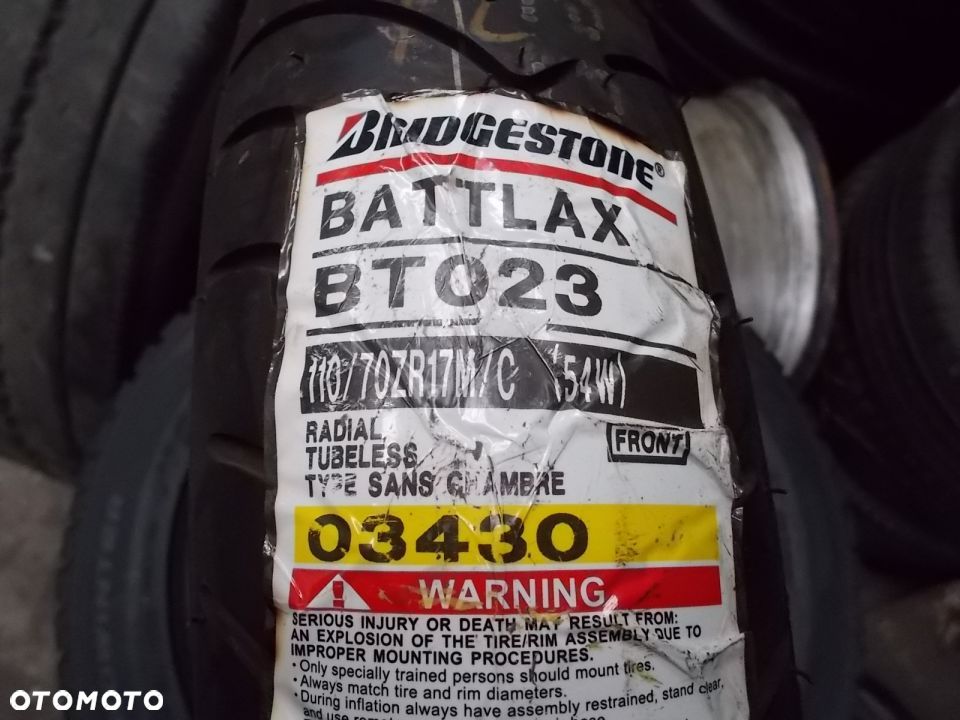 BRIDGESTONE®
BATTLAX
BT023
110/70ZR17M/C (54W)
RADIAL
TUBELESS
TYPE SANS CHAMBRE
FRONT
03430
WARNING
SERIOUS INJURY OR DEATH MAY RESULT FROM:
AN EXPLOSION OF THE TIRE/RIM ASSEMBLY DUE TO
IMPROPER MOUNTING PROCEDURES.
• Only specially trained persons should mount tires.
• Always match tire and rim diameters.
• During inflation always have assembly restrained, stand clear,
and use
OTOMOTO